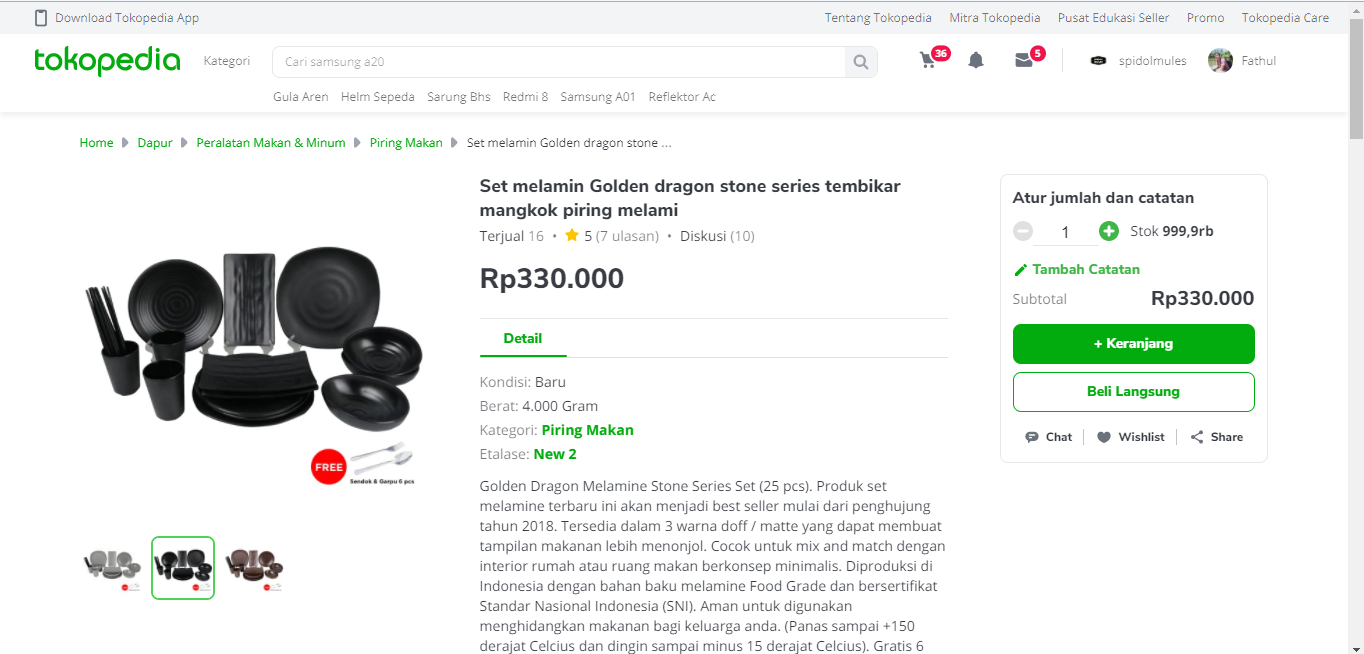 Download Tokopedia App
Tentang Tokopedia Mitra Tokopedia Pusat Edukasi Seller Promo Tokopedia Care
tokopedia Kategori Cari samsung a20 36 5 spidolmules Fathul
Gula Aren Helm Sepeda Sarung Bhs Redmi 8 Samsung A01 Reflektor Ac
Home Dapur Peralatan Makan & Minum Piring Makan Set melamin Golden dragon stone ...
Set melamin Golden dragon stone series tembikar
mangkok piring melami
Terjual 16 • 5 (7 ulasan) • Diskusi (10)
Rp330.000
Detail
Kondisi: Baru
Berat: 4.000 Gram
Kategori: Piring Makan
Etalase: New 2
Golden Dragon Melamine Stone Series Set (25 pcs). Produk set
melamine terbaru ini akan menjadi best seller mulai dari penghujung
tahun 2018. Tersedia dalam 3 warna doff / matte yang dapat membuat
tampilan makanan lebih menonjol. Cocok untuk mix and match dengan
interior rumah atau ruang makan berkonsep minimalis. Diproduksi di
Indonesia dengan bahan baku melamine Food Grade dan bersertifikat
Standar Nasional Indonesia (SNI). Aman untuk digunakan
menghidangkan makanan bagi keluarga anda. (Panas sampai +150
derajat Celcius dan dingin sampai minus 15 derajat Celcius). Gratis 6
FREE
Sendok & Garpu 6 pcs
Atur jumlah dan catatan
1 Stok 999,9rb
Tambah Catatan
Subtotal Rp330.000
+ Keranjang
Beli Langsung
Chat Wishlist Share